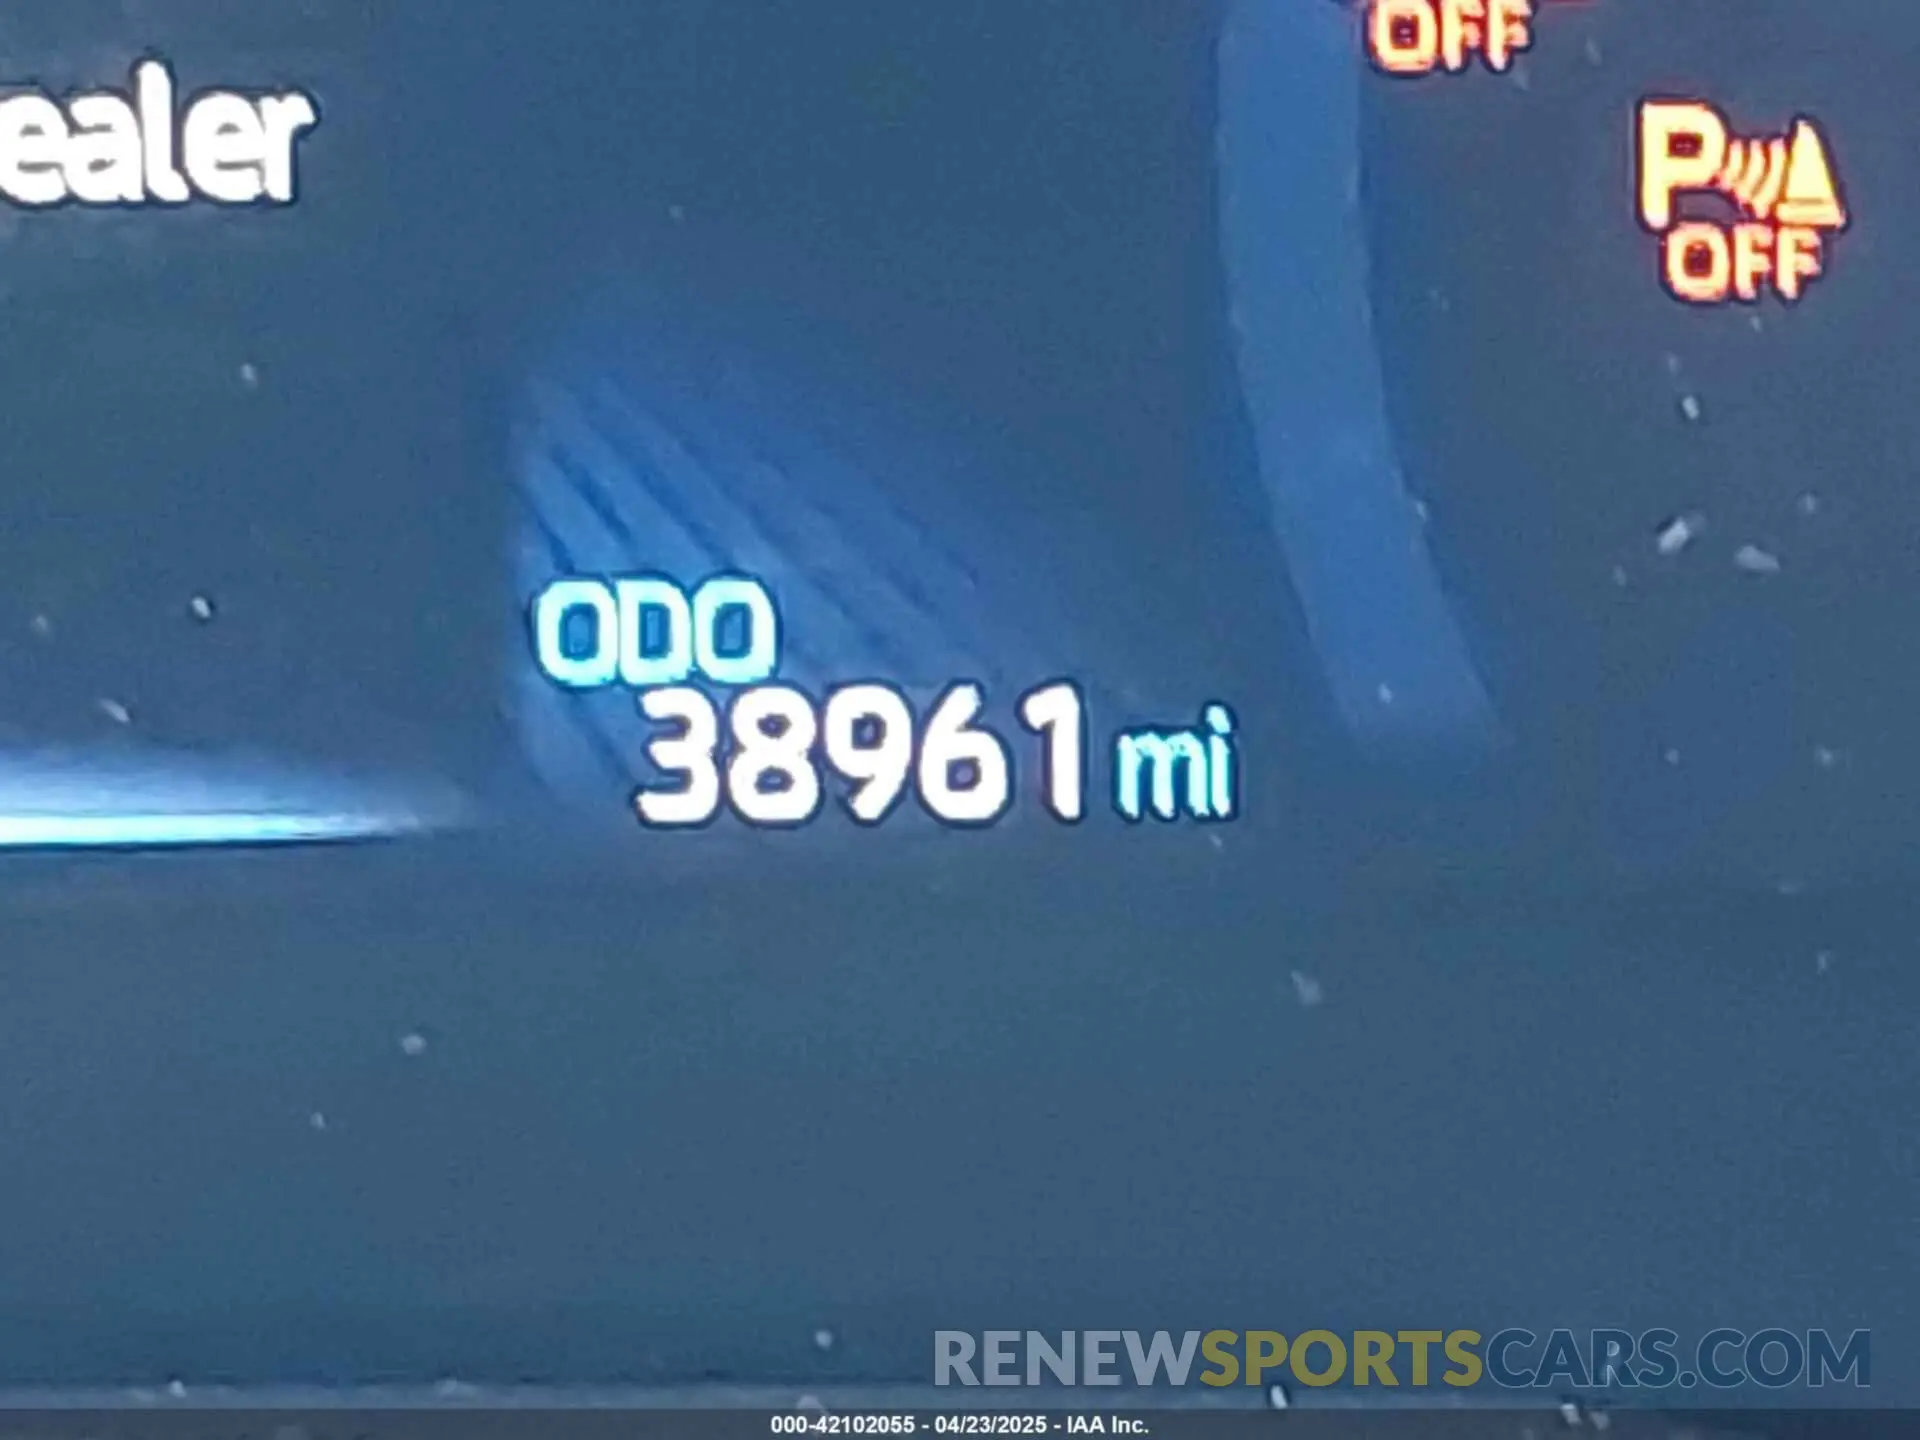 OFF
ealer
P
OFF
ODO
38961 mi
RENEWSPORTSCARS.COM
000-42102055 - 04/23/2025 - IAA Inc.